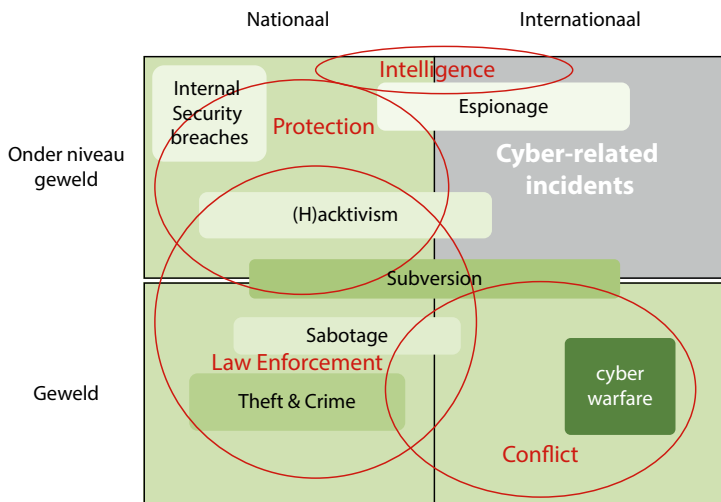 Nationaal
Internationaal
Intelligence
Internal
Security
breaches
Espionage
Protection
Onder niveau
geweld
Cyber-related
incidents
(H)acktivism
Subversion
Sabotage
Law Enforcement
Geweld
Theft & Crime
cyber
warfare
Conflict